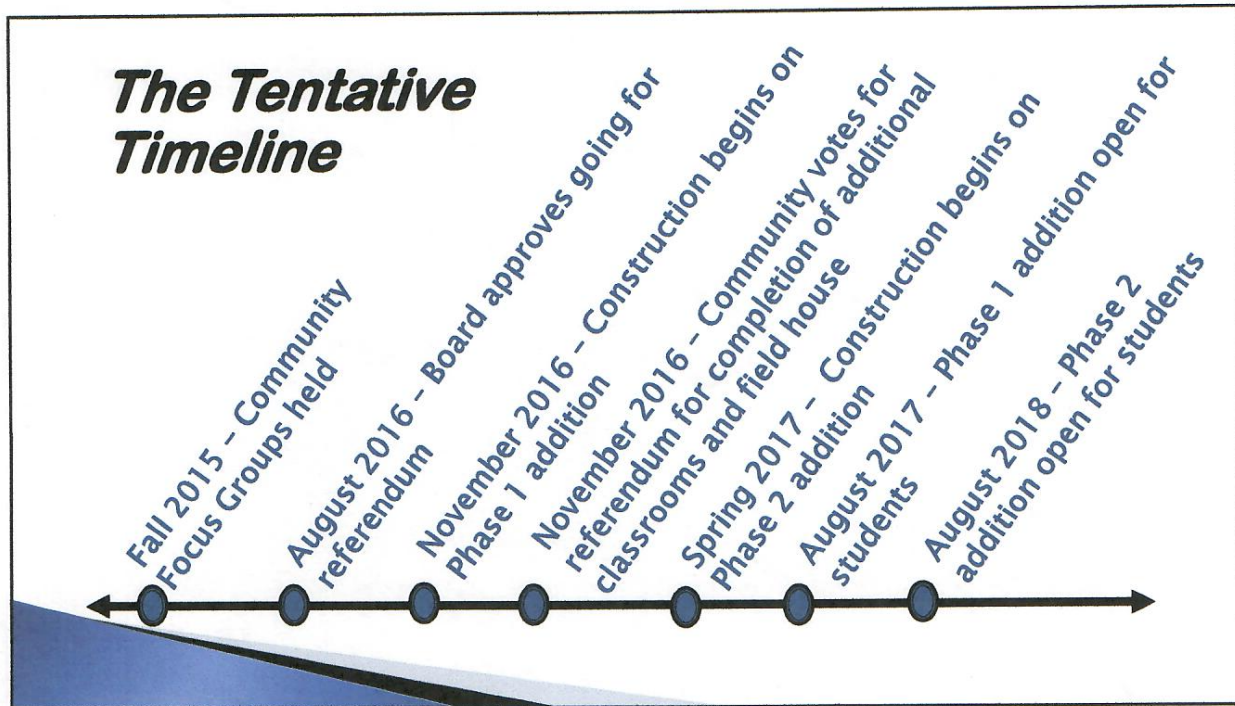 The Tentative
Timeline
Fall 2015 – Community
Focus Groups held
August 2016 – Board approves going for
referendum
November 2016 – Construction begins on
Phase 1 addition
November 2016 – Community votes for
referendum for completion of additional
classrooms and field house
Spring 2017 – Construction begins on
Phase 2 addition
August 2017 – Phase 1 addition open for
students
August 2018 – Phase 2
addition open for students